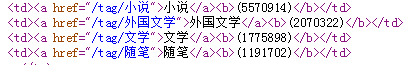 <td><a href="/tag/小说">小说</a><b>(5570914)</b></td>
<td><a href="/tag/外国文学">外国文学</a><b>(2070322)</b></td>
<td><a href="/tag/文学">文学</a><b>(1775898)</b></td>
<td><a href="/tag/随笔">随笔</a><b>(1191702)</b></td>